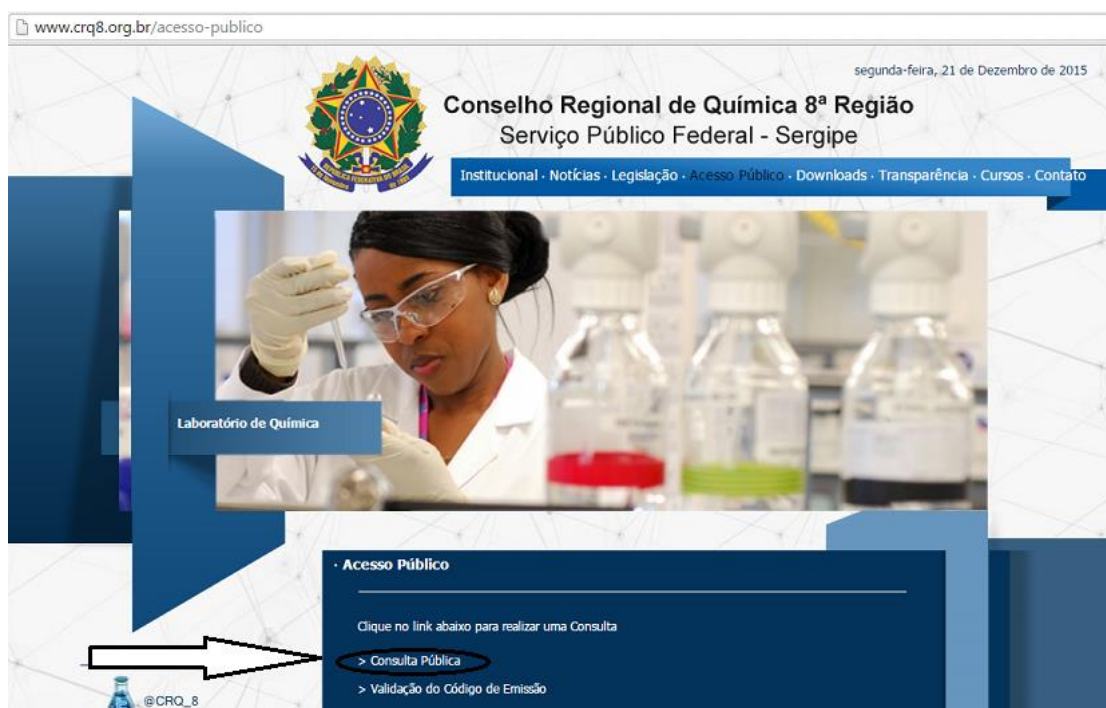 www.crq8.org.br/acesso-publico
segunda-feira, 21 de Dezembro de 2015
Conselho Regional de Química 8ª Região
Serviço Público Federal - Sergipe
Institucional · Notícias · Legislação · Acesso Público · Downloads · Transparência · Cursos · Contato
Laboratório de Química
· Acesso Público
Clique no link abaixo para realizar uma Consulta
> Consulta Pública
> Validação do Código de Emissão
@CRQ_8